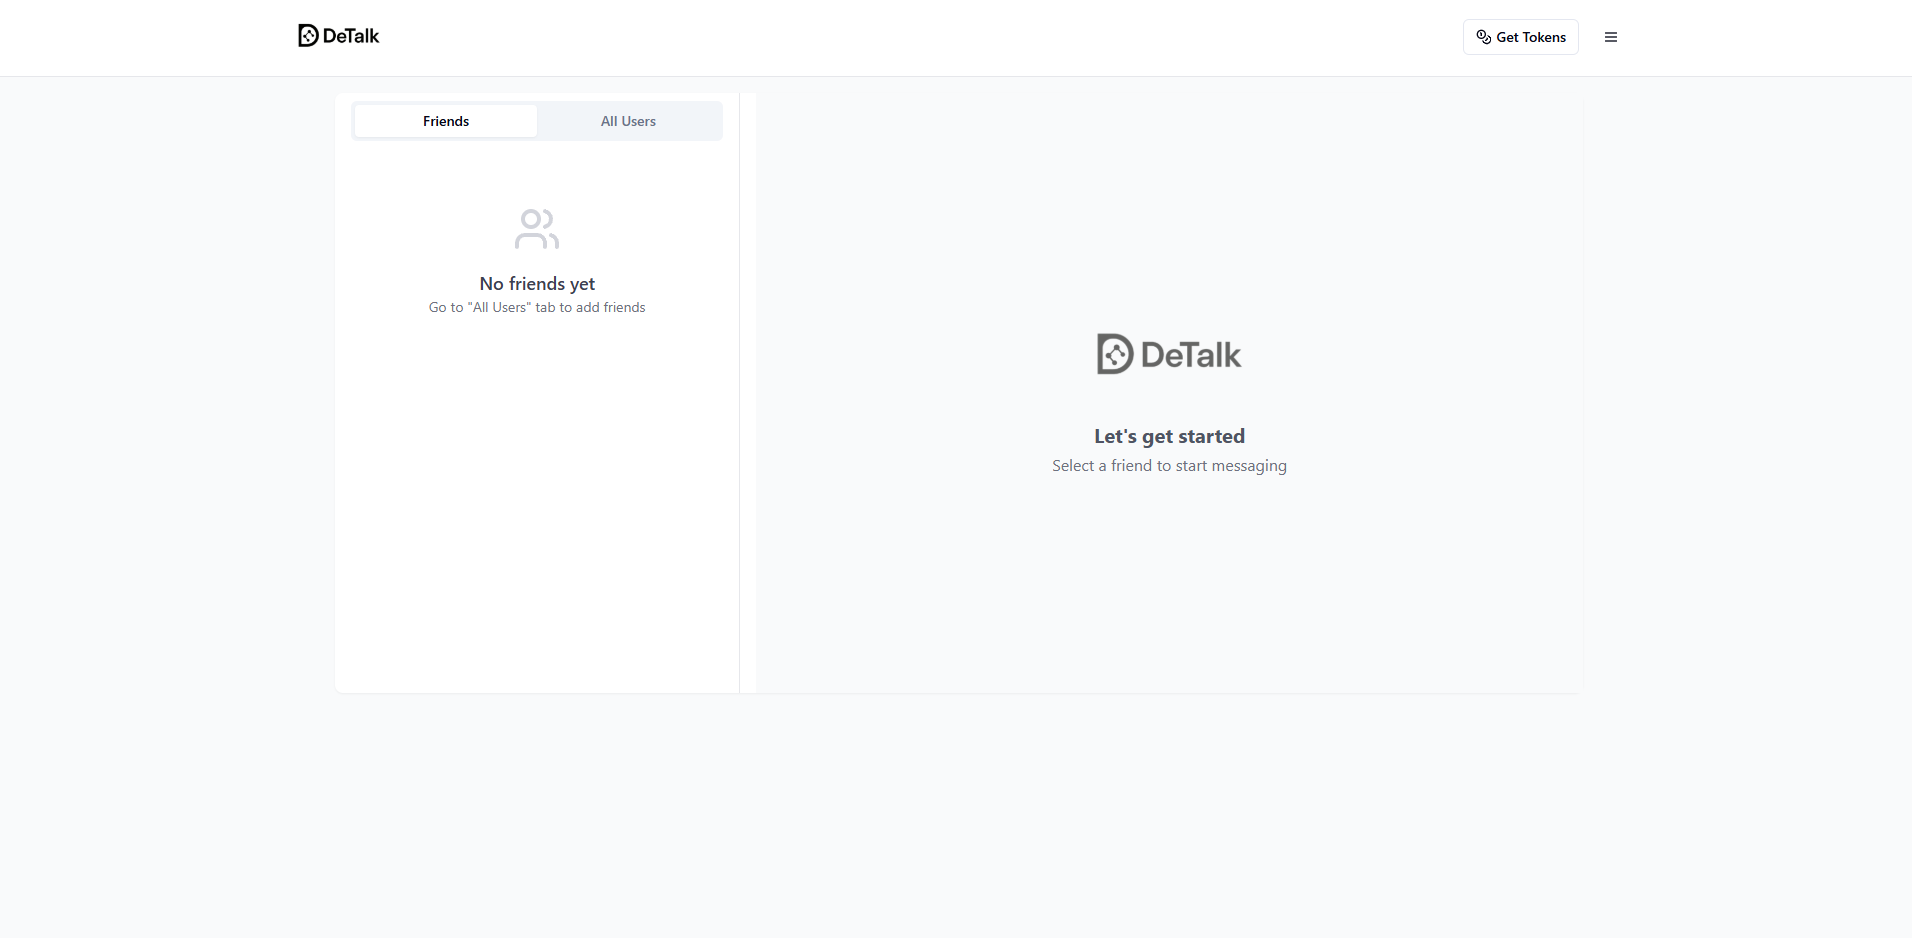 DeTalk
Get Tokens
Friends
All Users
No friends yet
Go to "All Users" tab to add friends
DeTalk
Let's get started
Select a friend to start messaging